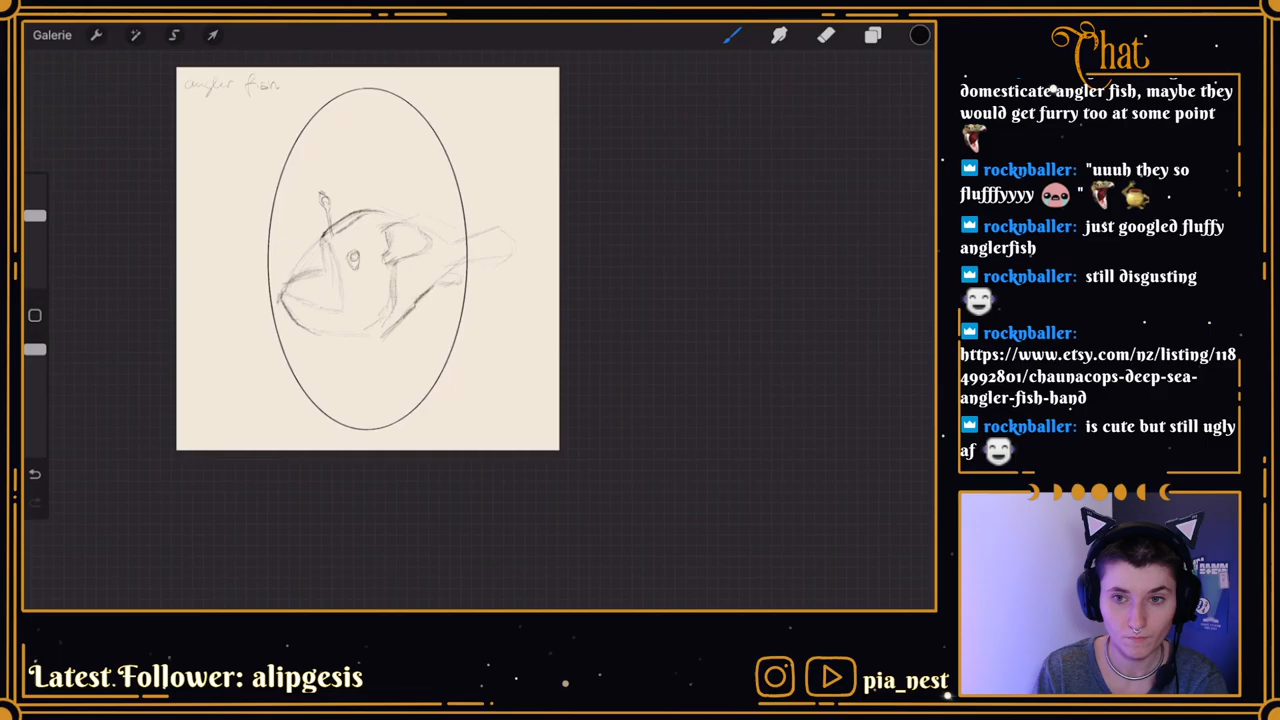 Galerie
angler fish
Chat
domesticate angler fish, maybe they
would get furry too at some point
rocknballer: "uuuh they so
flufffyyyy "
rocknballer: just googled fluffy
anglerfish
rocknballer: still disgusting
rocknballer:
https://www.etsy.com/nz/listing/118
4992801/chaunacops-deep-sea-
angler-fish-hand
rocknballer: is cute but still ugly
af
Latest Follower: alipgesis
pia_nest